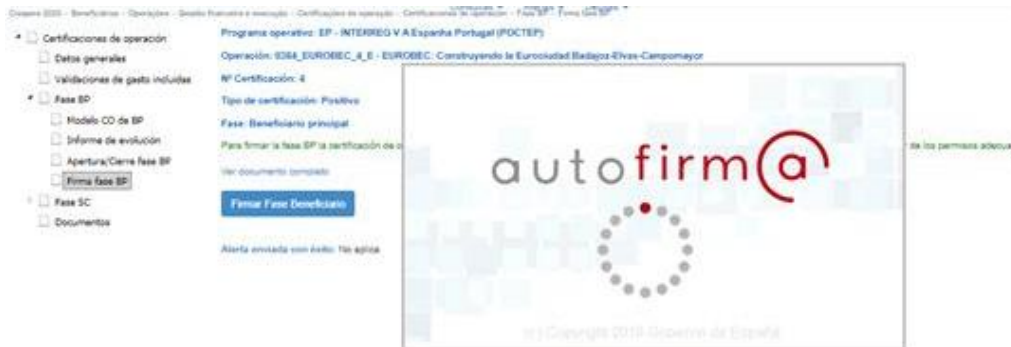 Certificaciones de operación
Datos generales
Validaciones de gasto incluidas
Fase BP
Modelo CO de BP
Informe de evolución
Apertura/Cierre fase BP
Firma fase BP
Fase SC
Documentos
Programa operativo: EP - INTERREG V A Espanha Portugal (POCTEP)
Operación: 0364_EUROBEC_4_E - EUROBEC: Construyendo la Eurociudad Badajoz-Elvas-Campomayor
Nº Certificación: 4
Tipo de certificación: Positivo
Fase: Beneficiario principal
Para firmar la fase BP la certificación de o
de los permisos adecua
Ver documento completo
Firmar Fase Beneficiario
Alerta enviada con éxito: No aplica
autofirm@
(c) Copyright 2019 Gobierno de España